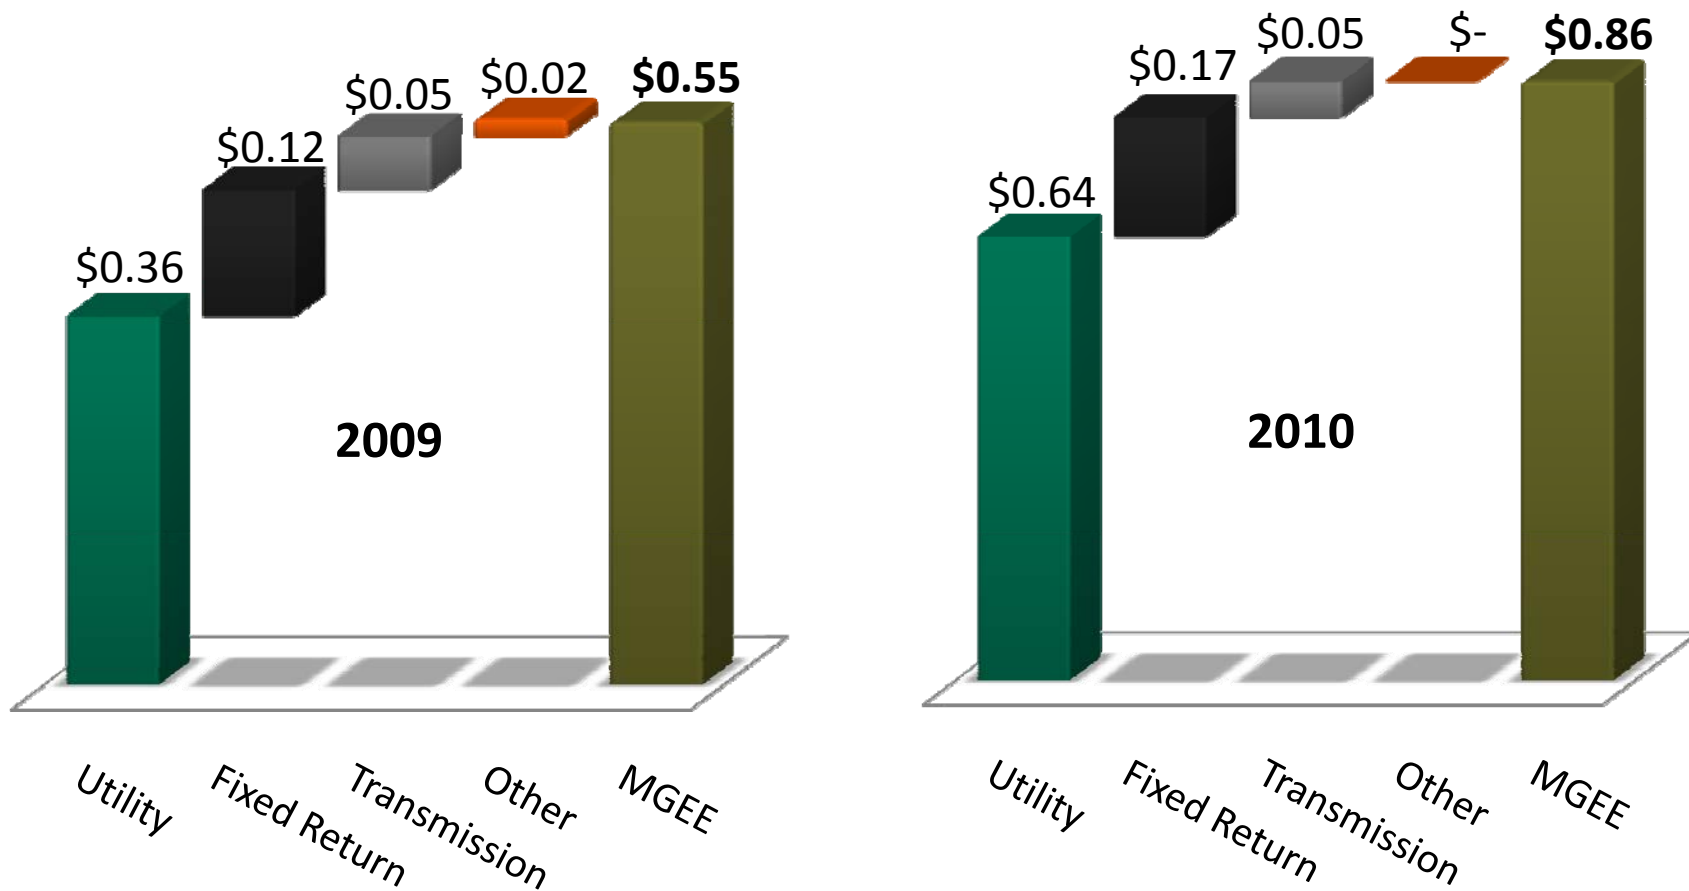 $0.36
$0.12
$0.05
$0.02
$0.55
2009
Utility
Fixed Return
Transmission
Other
MGEE
$0.64
$0.17
$0.05
$-
$0.86
2010
Utility
Fixed Return
Transmission
Other
MGEE